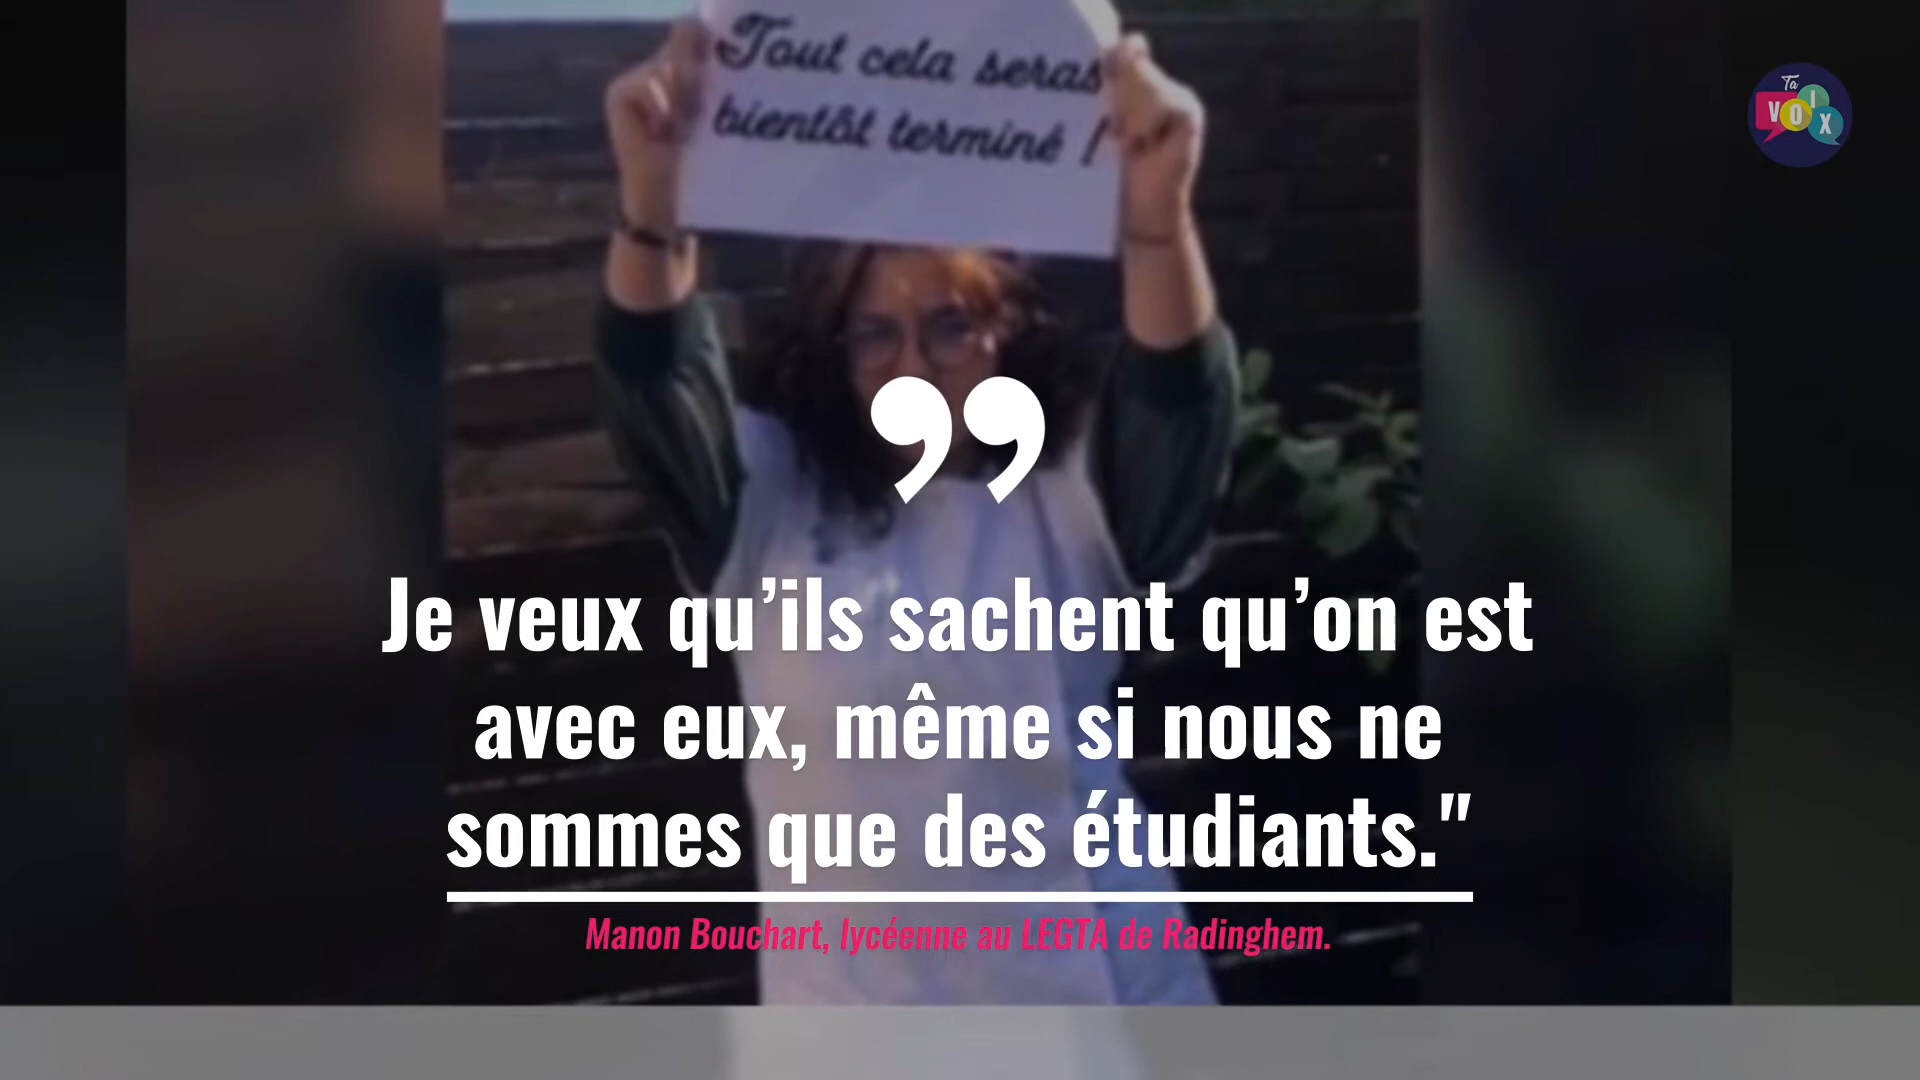 Tout cela seras
bientôt terminé !
Ta
VOIX
”
Je veux qu’ils sachent qu’on est
avec eux, même si nous ne
sommes que des étudiants."
Manon Bouchart, lycéenne au LEGTA de Radinghem.